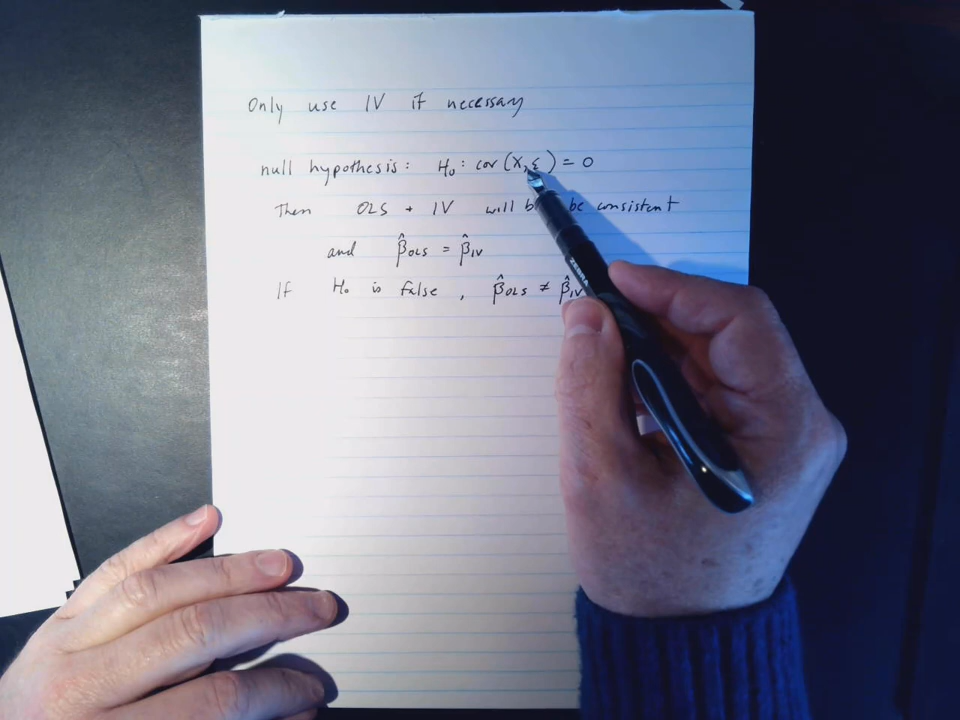 Only use IV if necessary
null hypothesis: H₀: cov(X,ε) = 0
Then OLS + IV will be consistent
and β̂OLS = β̂IV
If H₀ is false, β̂OLS ≠ β̂IV
ZEBRA